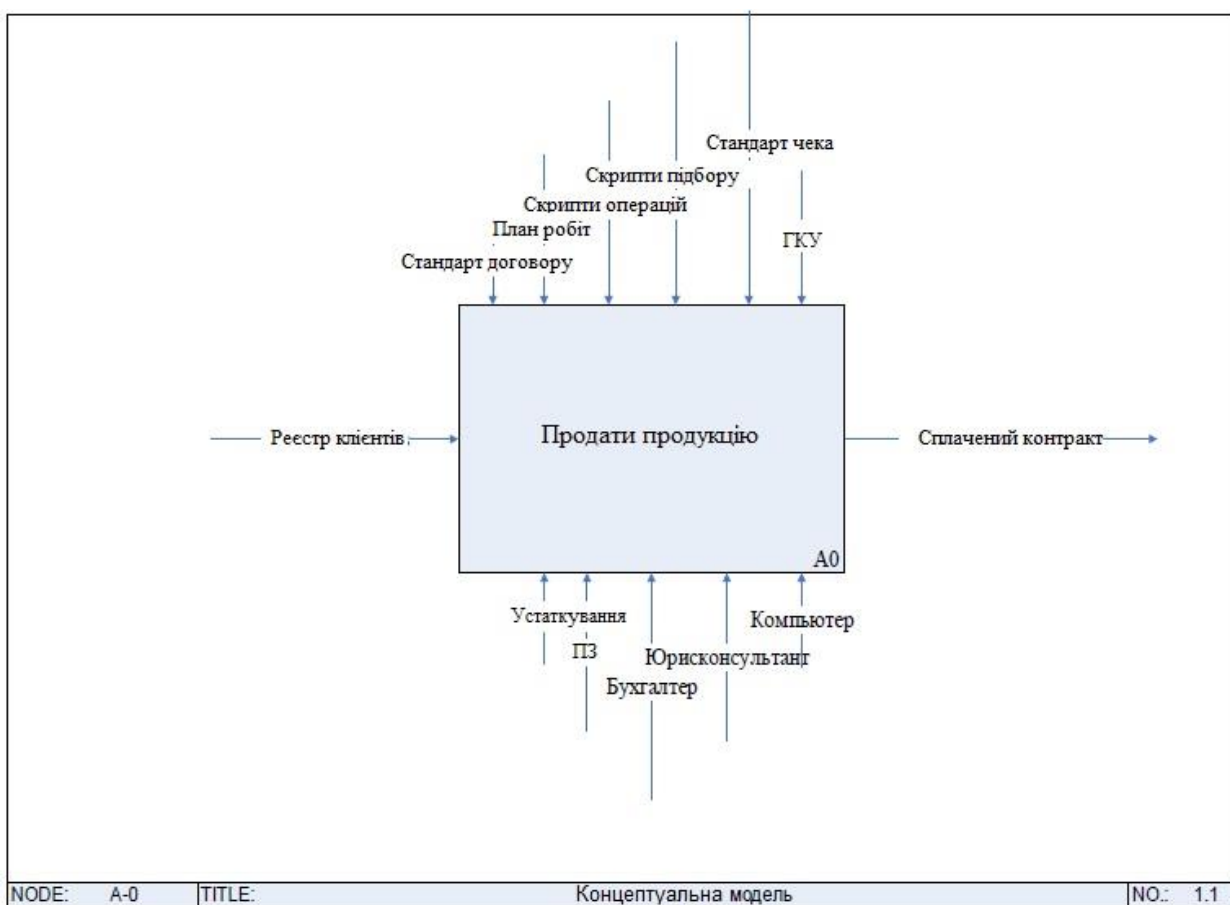 Стандарт чека
Скрипти підбору
Скрипти операцій
План робіт
ГКУ
Стандарт договору
Реєстр клієнтів
Продати продукцію
Сплачений контракт
A0
Устаткування
Компьютер
ПЗ
Юрисконсультант
Бухгалтер
NODE: A-0 TITLE: Концептуальна модель NO.: 1.1